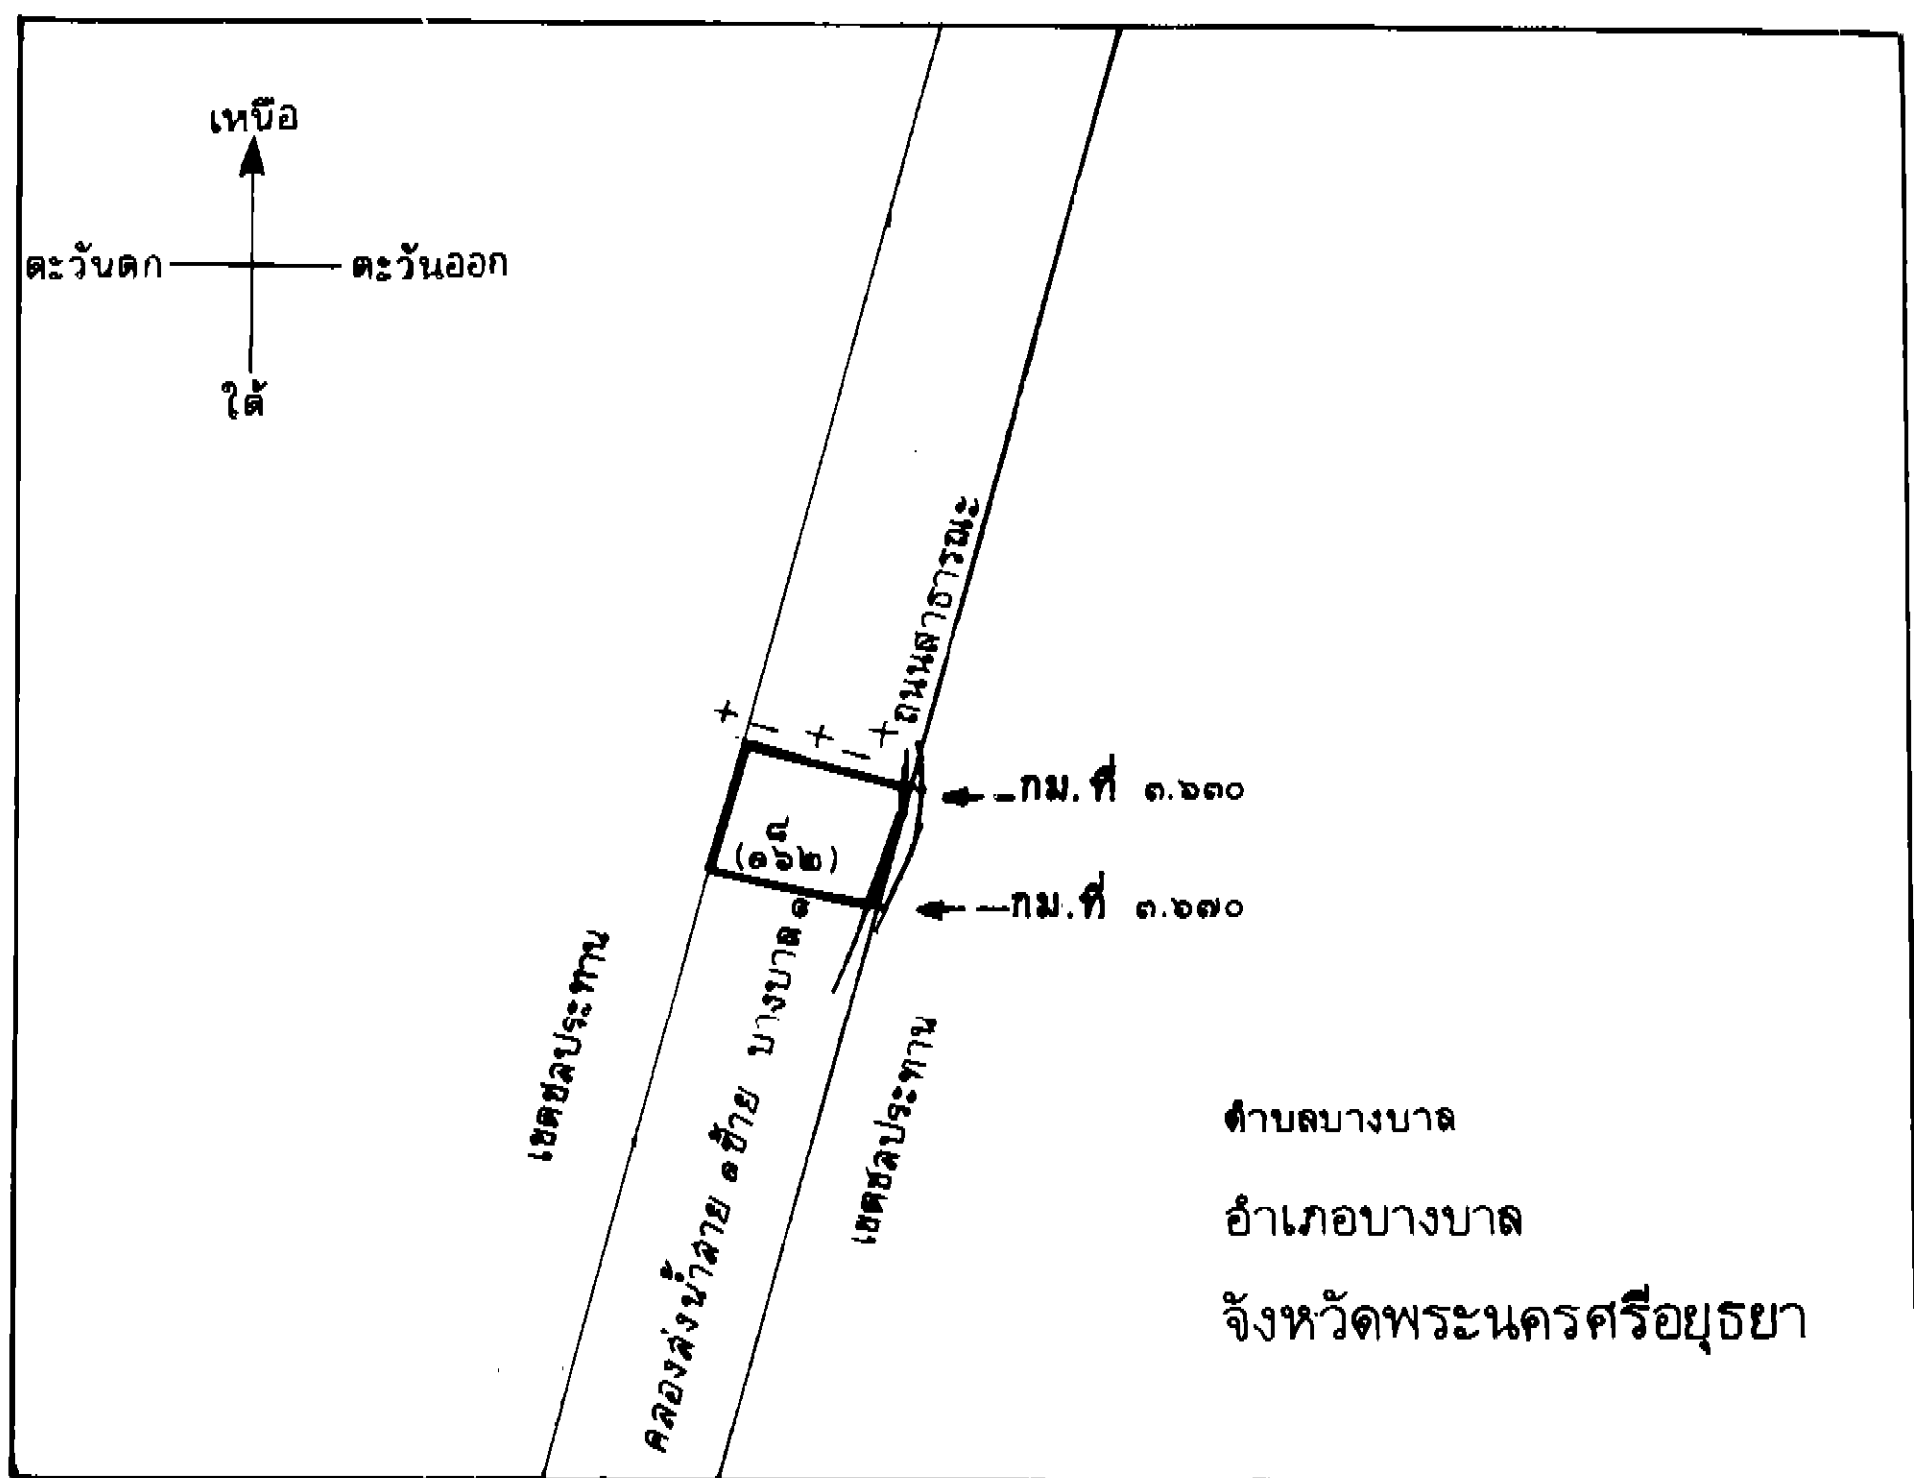 เหนือ
ตะวันตก
ตะวันออก
ใต้
ถนนสาธารณะ
กม.ที่ ๓.๖๓๐
ถ
(๑๖๒)
กม.ที่ ๓.๖๗๐
เขตชลประทาน
คลองส่งน้ำสาย ๑ซ้าย บางบาล ๑
เขตชลประทาน
ตำบลบางบาล
อำเภอบางบาล
จังหวัดพระนครศรีอยุธยา